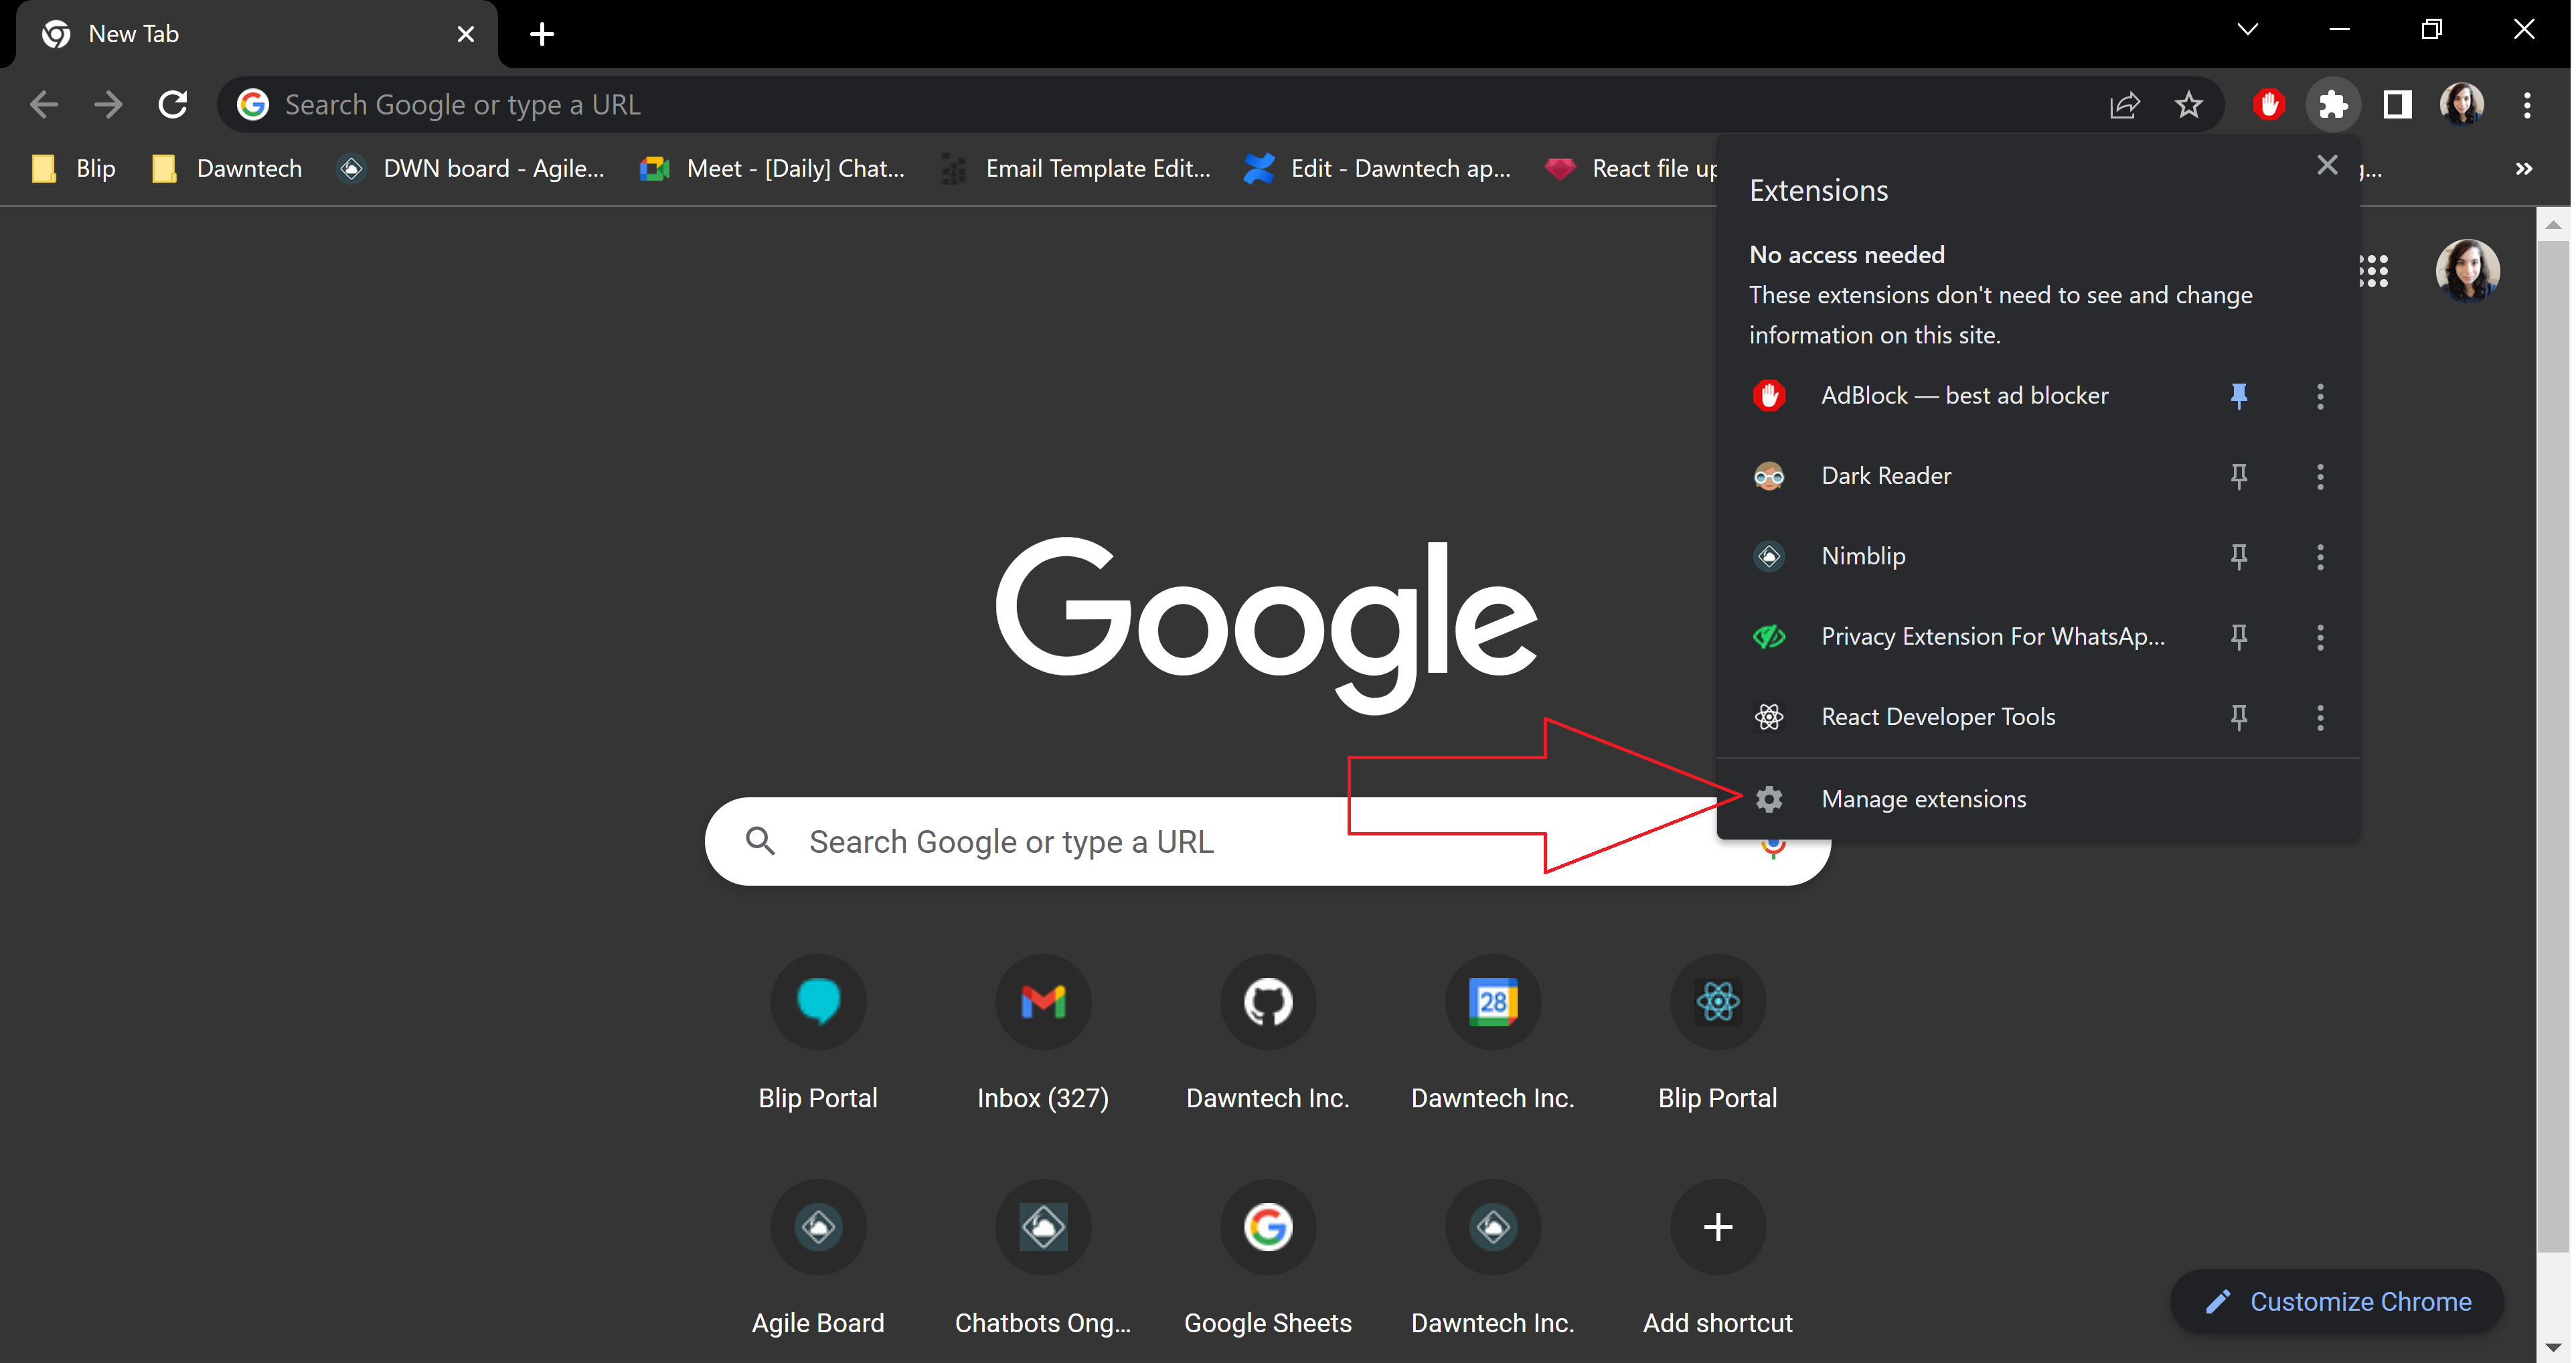 New Tab
Search Google or type a URL
Blip
Dawntech
DWN board - Agile...
Meet - [Daily] Chat...
Email Template Edit...
Edit - Dawntech ap...
React file up
Extensions
No access needed
These extensions don't need to see and change
information on this site.
AdBlock — best ad blocker
Dark Reader
Nimblip
Privacy Extension For WhatsAp...
React Developer Tools
Manage extensions
Google
Search Google or type a URL
28
Blip Portal
Inbox (327)
Dawntech Inc.
Dawntech Inc.
Blip Portal
Agile Board
Chatbots Ong...
Google Sheets
Dawntech Inc.
Add shortcut
Customize Chrome